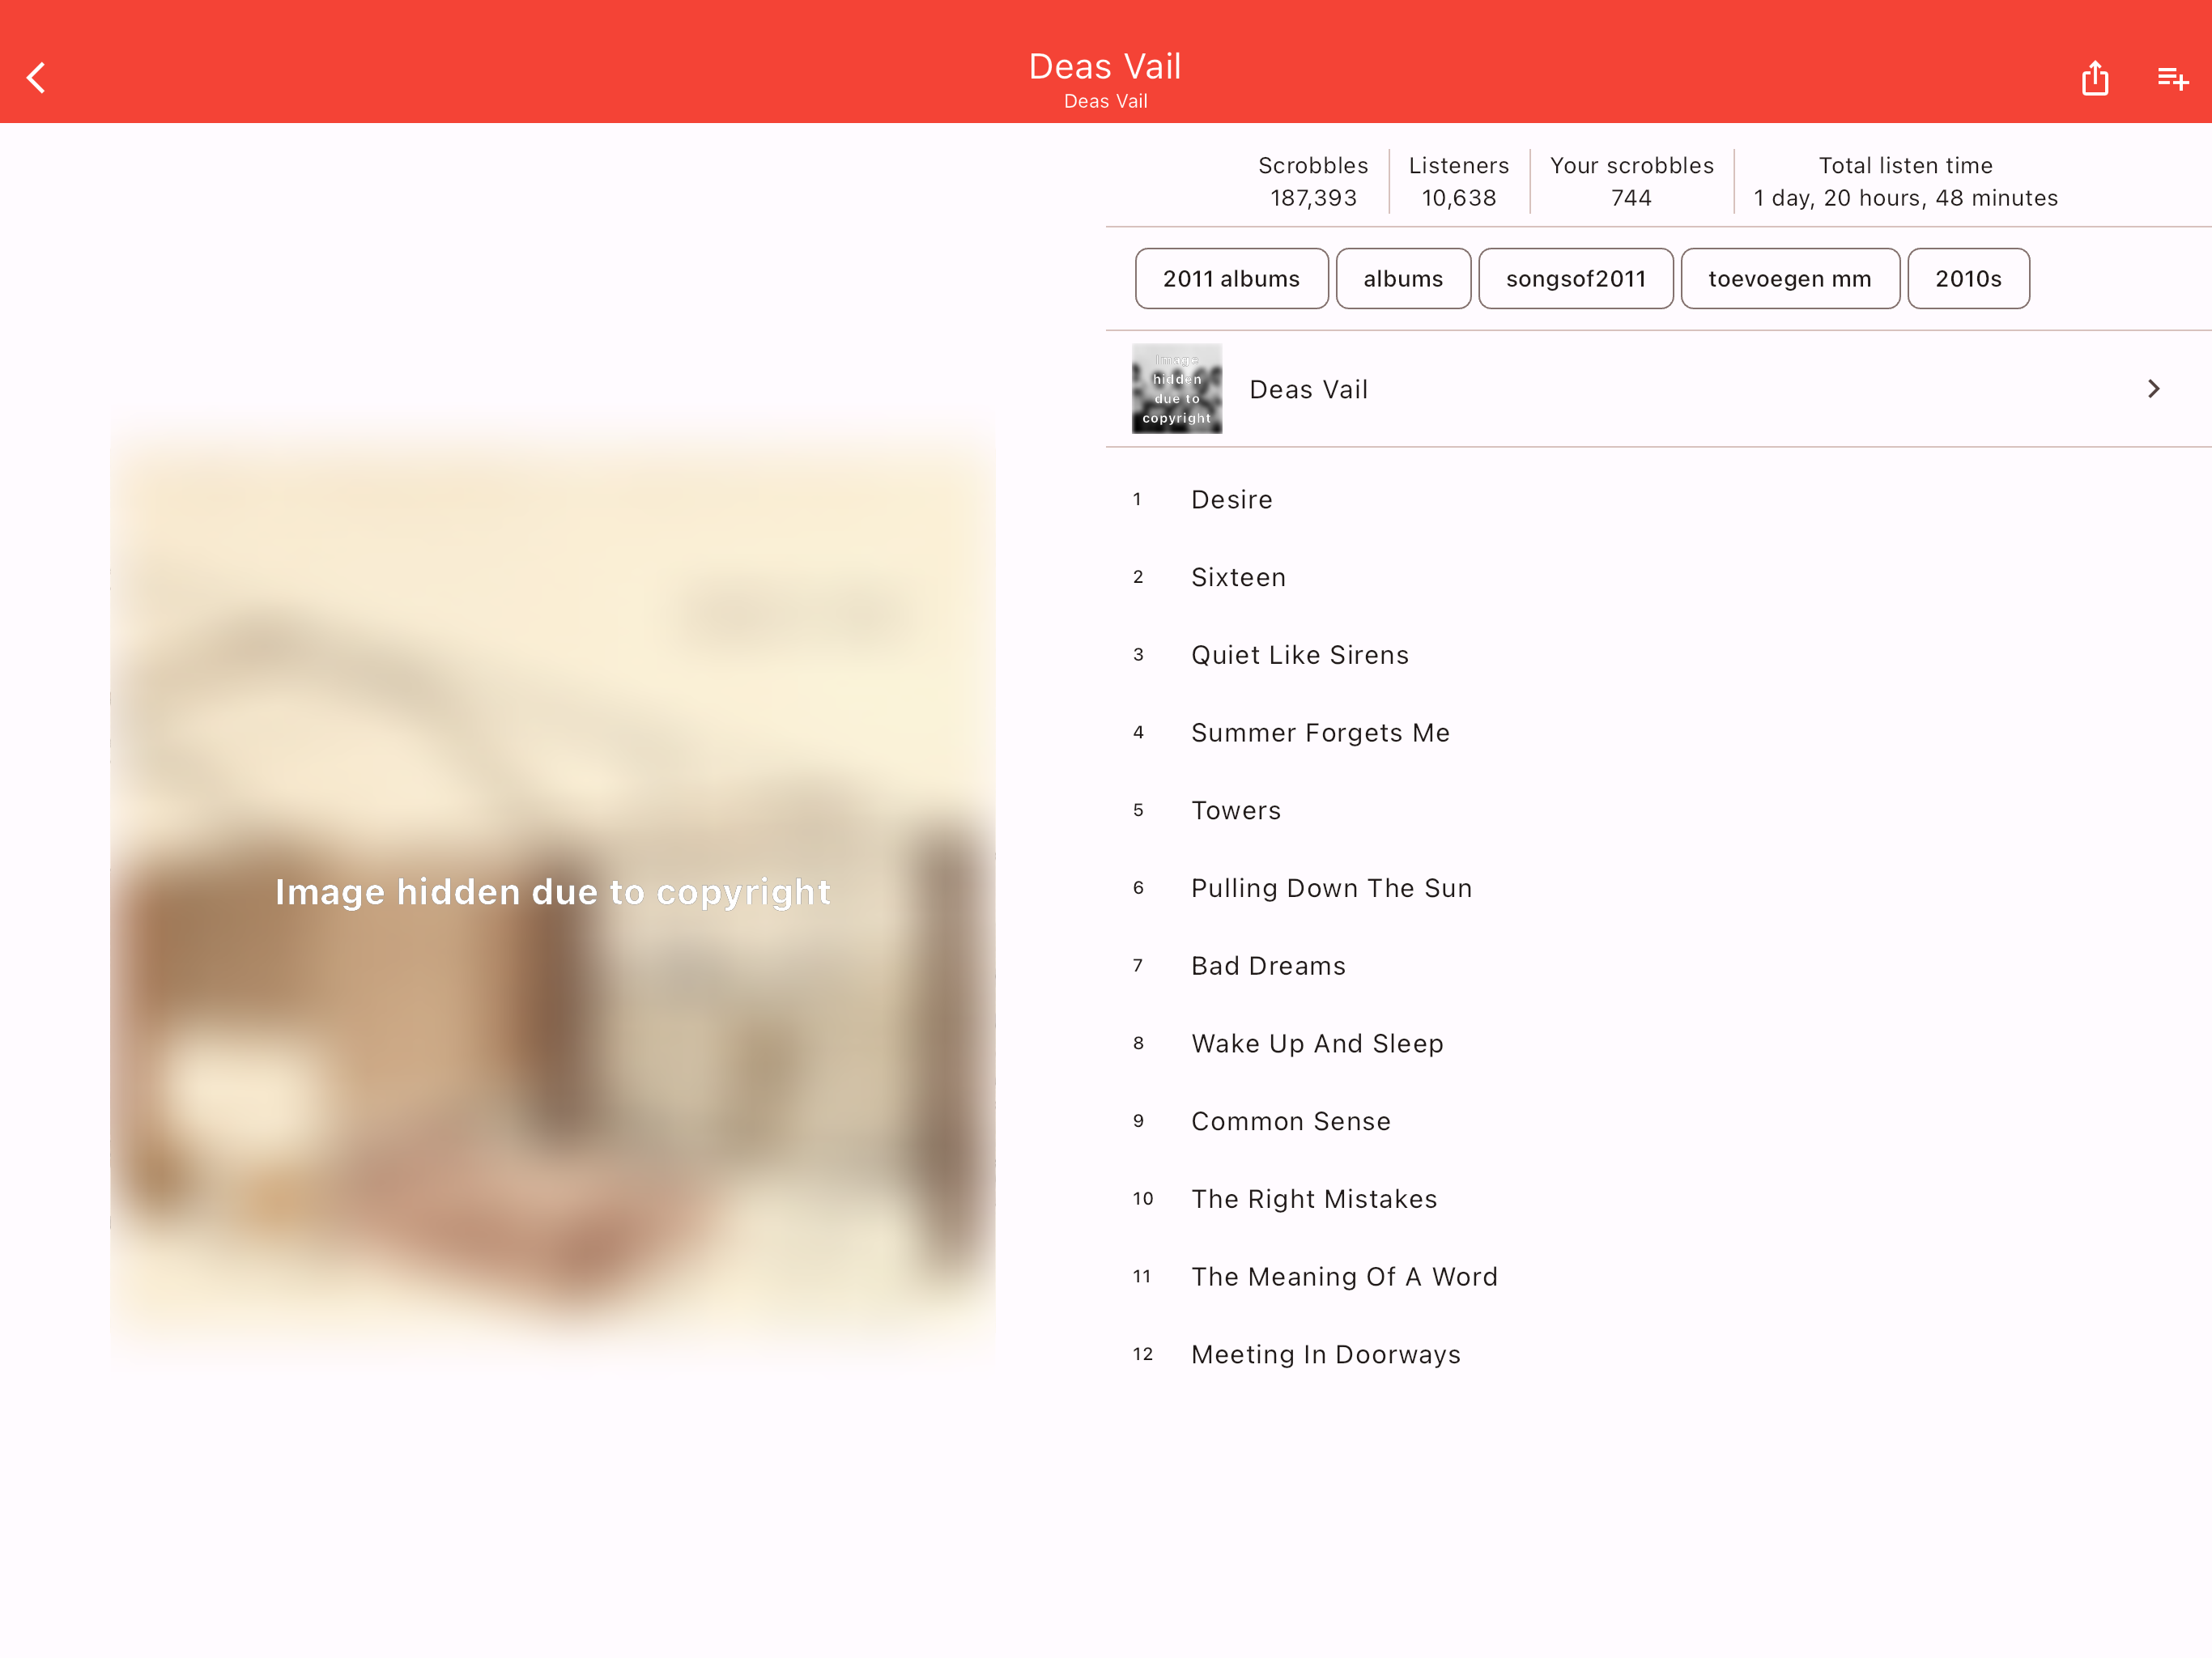 Deas Vail
Deas Vail
Scrobbles
187,393
Listeners
10,638
Your scrobbles
744
Total listen time
1 day, 20 hours, 48 minutes
2011 albums
albums
songsof2011
toevoegen mm
2010s
Image
hidden
due to
copyright
Deas Vail
Image hidden due to copyright
1 Desire
2 Sixteen
3 Quiet Like Sirens
4 Summer Forgets Me
5 Towers
6 Pulling Down The Sun
7 Bad Dreams
8 Wake Up And Sleep
9 Common Sense
10 The Right Mistakes
11 The Meaning Of A Word
12 Meeting In Doorways